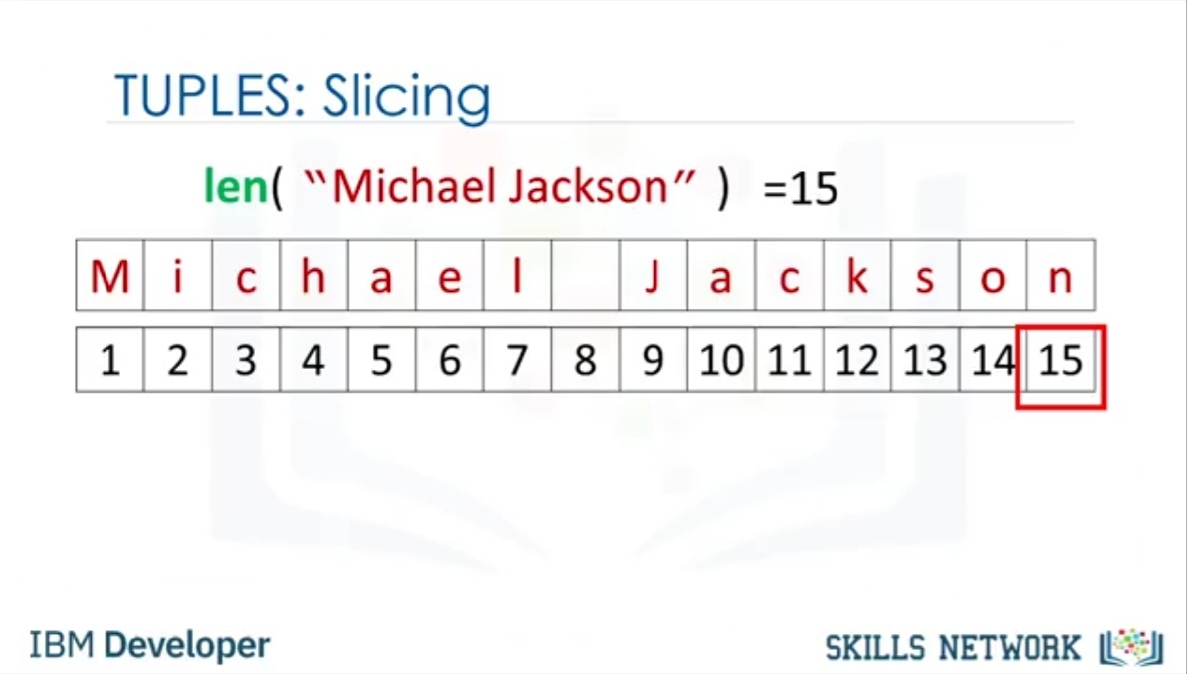 TUPLES: Slicing
len( “Michael Jackson” ) =15
M i c h a e l J a c k s o n
1 2 3 4 5 6 7 8 9 10 11 12 13 14 15
IBM Developer
SKILLS NETWORK